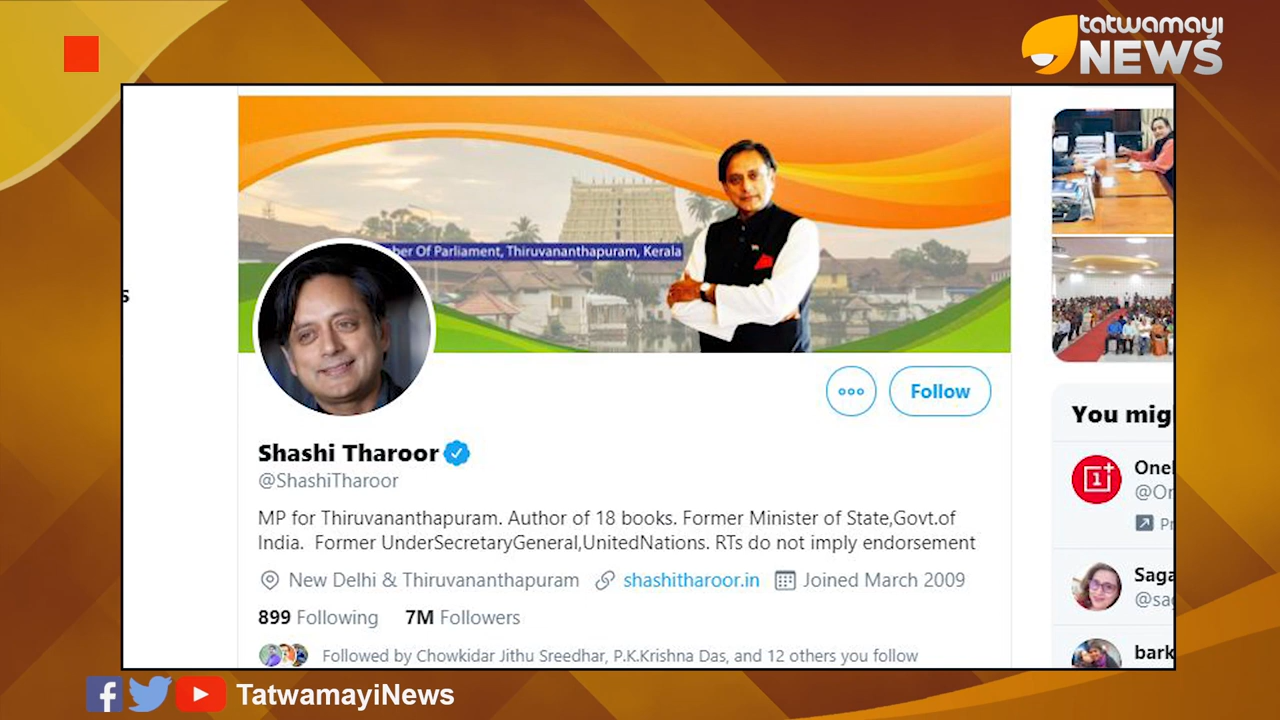 tatwamayi
NEWS
ber Of Parliament, Thiruvananthapuram, Kerala
s
Follow
Shashi Tharoor
@ShashiTharoor
MP for Thiruvananthapuram. Author of 18 books. Former Minister of State,Govt.of
India. Former UnderSecretaryGeneral,UnitedNations. RTs do not imply endorsement
New Delhi & Thiruvananthapuram shashitharoor.in Joined March 2009
899 Following 7M Followers
Followed by Chowkidar Jithu Sreedhar, P.K.Krishna Das, and 12 others you follow
You mig
@sag
bark
TatwamayiNews